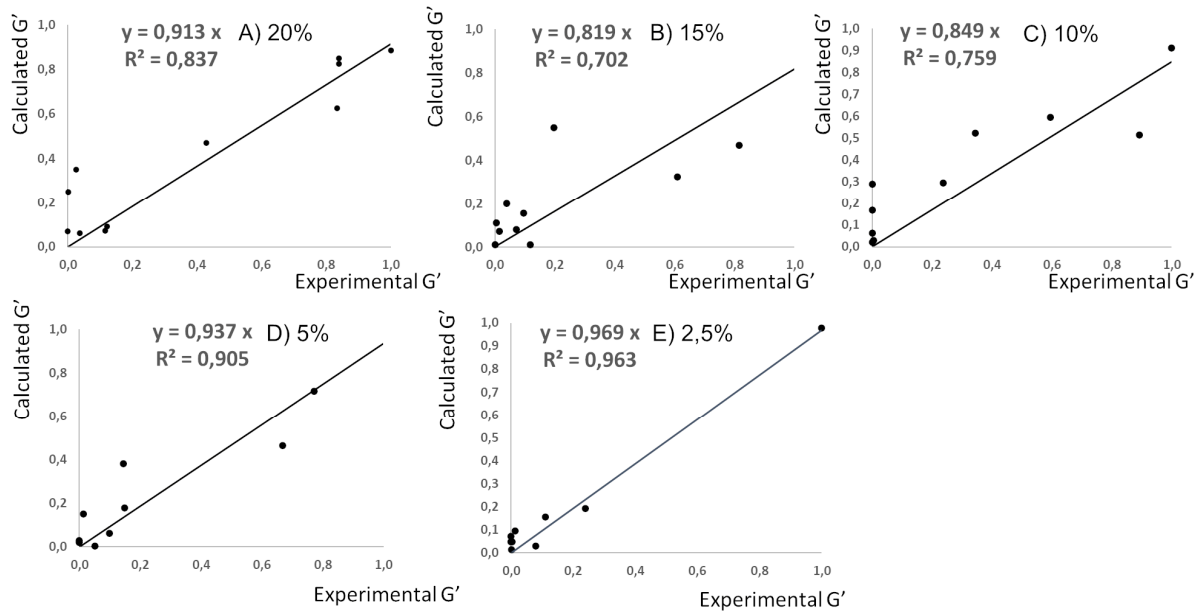 y = 0,913 x
R² = 0,837
A) 20%
Calculated G'
1,0
0,8
0,6
0,4
0,2
0,0
0,0
0,2
0,4
0,6
0,8
1,0
Experimental G'
y = 0,819 x
R² = 0,702
B) 15%
Calculated G'
1,0
0,8
0,6
0,4
0,2
0,0
0,0
0,2
0,4
0,6
0,8
1,0
Experimental G'
y = 0,849 x
R² = 0,759
C) 10%
Calculated G'
1,0
0,9
0,8
0,7
0,6
0,5
0,4
0,3
0,2
0,1
0,0
0,0
0,2
0,4
0,6
0,8
1,0
Experimental G'
y = 0,937 x
R² = 0,905
D) 5%
Calculated G'
1,0
0,8
0,6
0,4
0,2
0,0
0,0
0,2
0,4
0,6
0,8
1,0
Experimental G'
y = 0,969 x
R² = 0,963
E) 2,5%
Calculated G'
1,0
0,9
0,8
0,7
0,6
0,5
0,4
0,3
0,2
0,1
0,0
0,0
0,2
0,4
0,6
0,8
1,0
Experimental G'